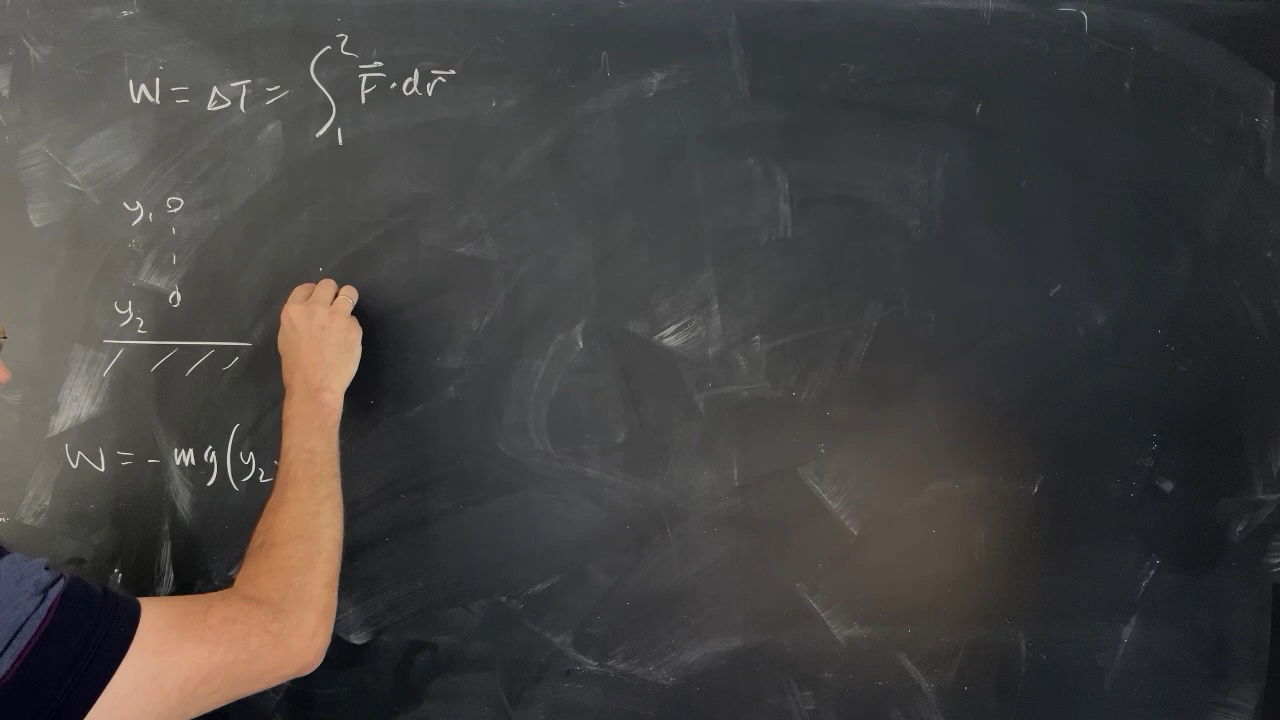 W = ΔT = ∫₁² F⃗ · dr⃗
y₁
y₂
W = - mg(y₂